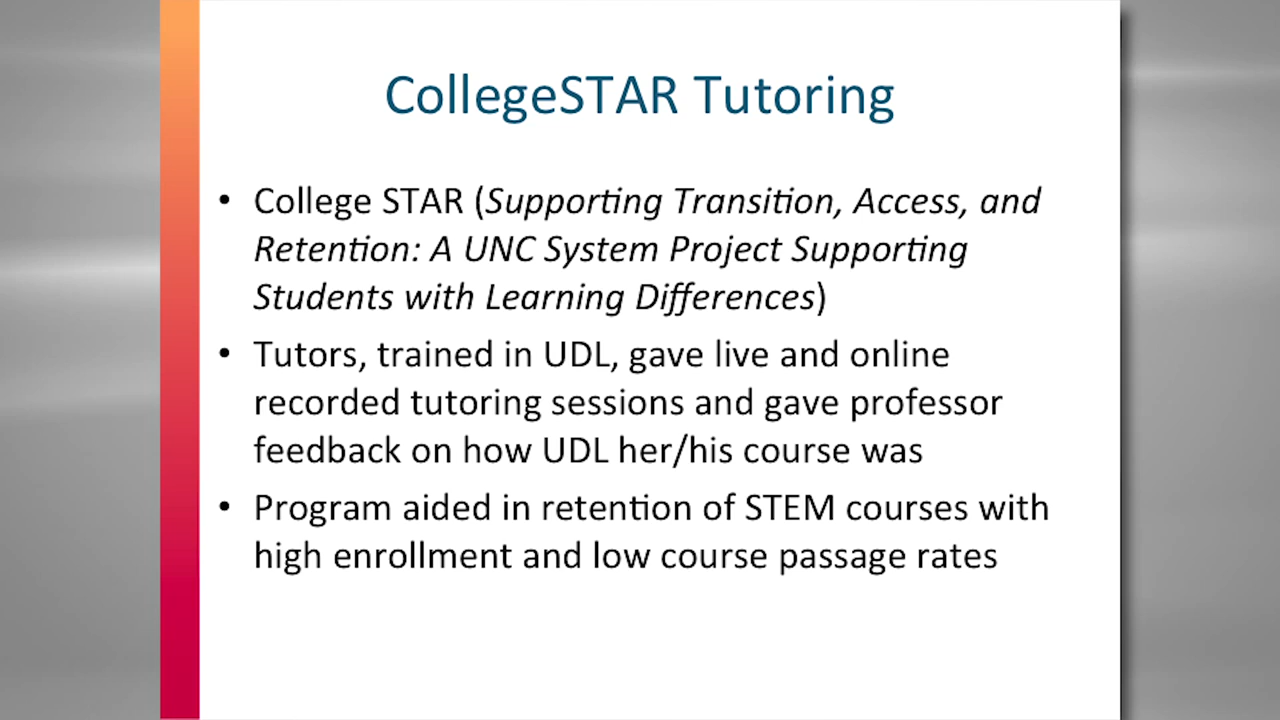 CollegeSTAR Tutoring
• College STAR (Supporting Transition, Access, and
Retention: A UNC System Project Supporting
Students with Learning Differences)
• Tutors, trained in UDL, gave live and online
recorded tutoring sessions and gave professor
feedback on how UDL her/his course was
• Program aided in retention of STEM courses with
high enrollment and low course passage rates